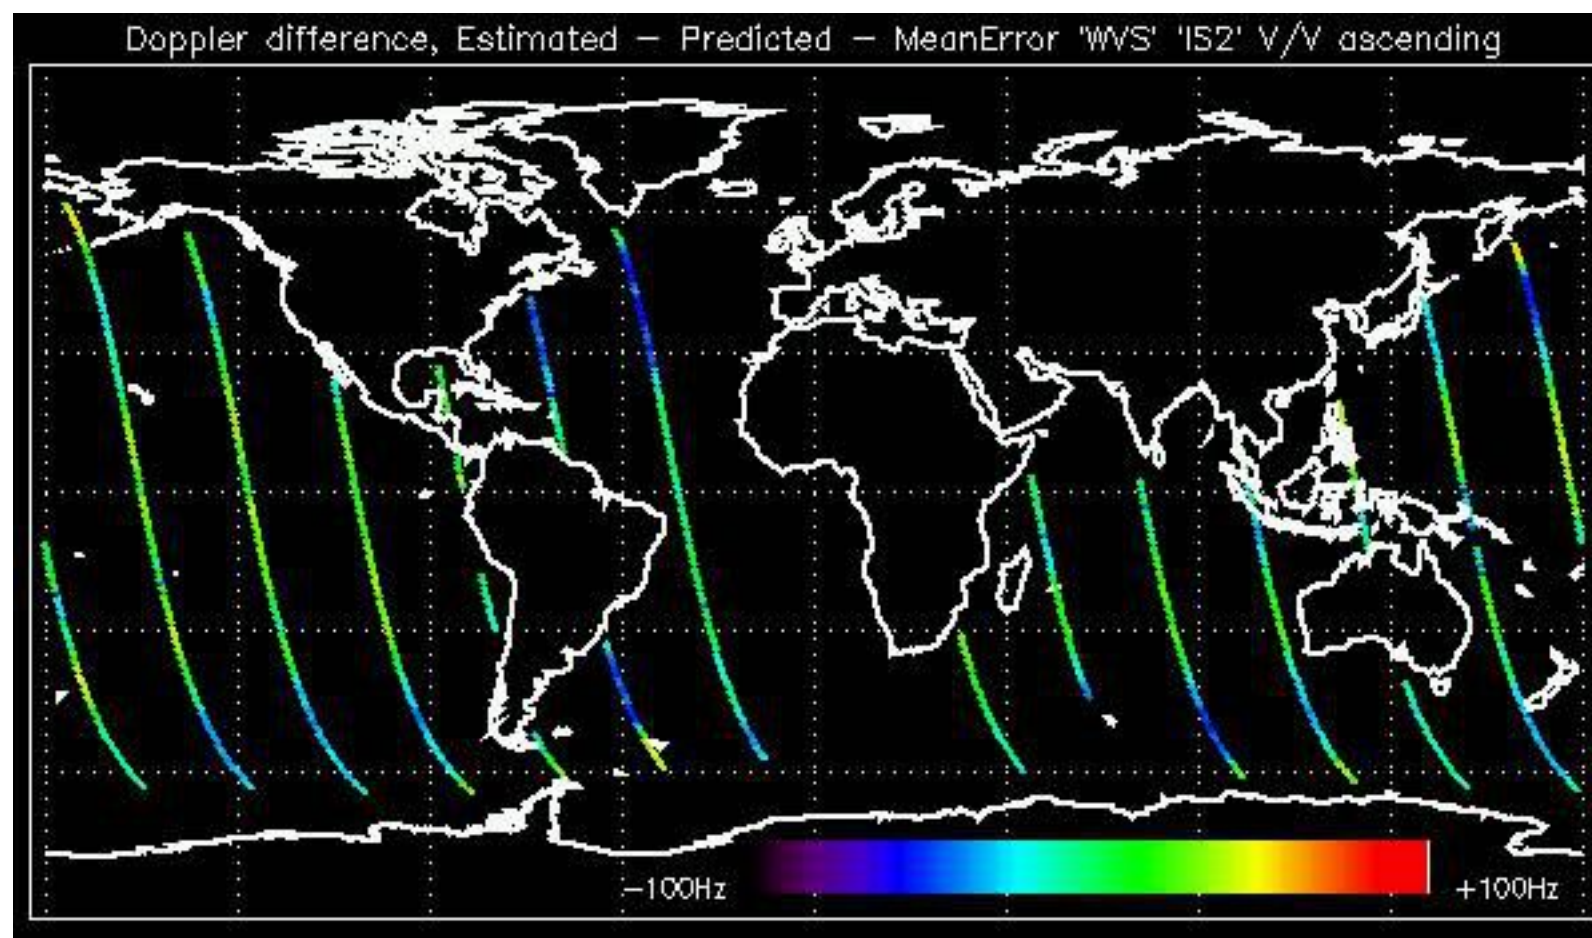 Doppler difference, Estimated — Predicted — MeanError 'WVS' 'IS2' V/V ascending
−100Hz +100Hz